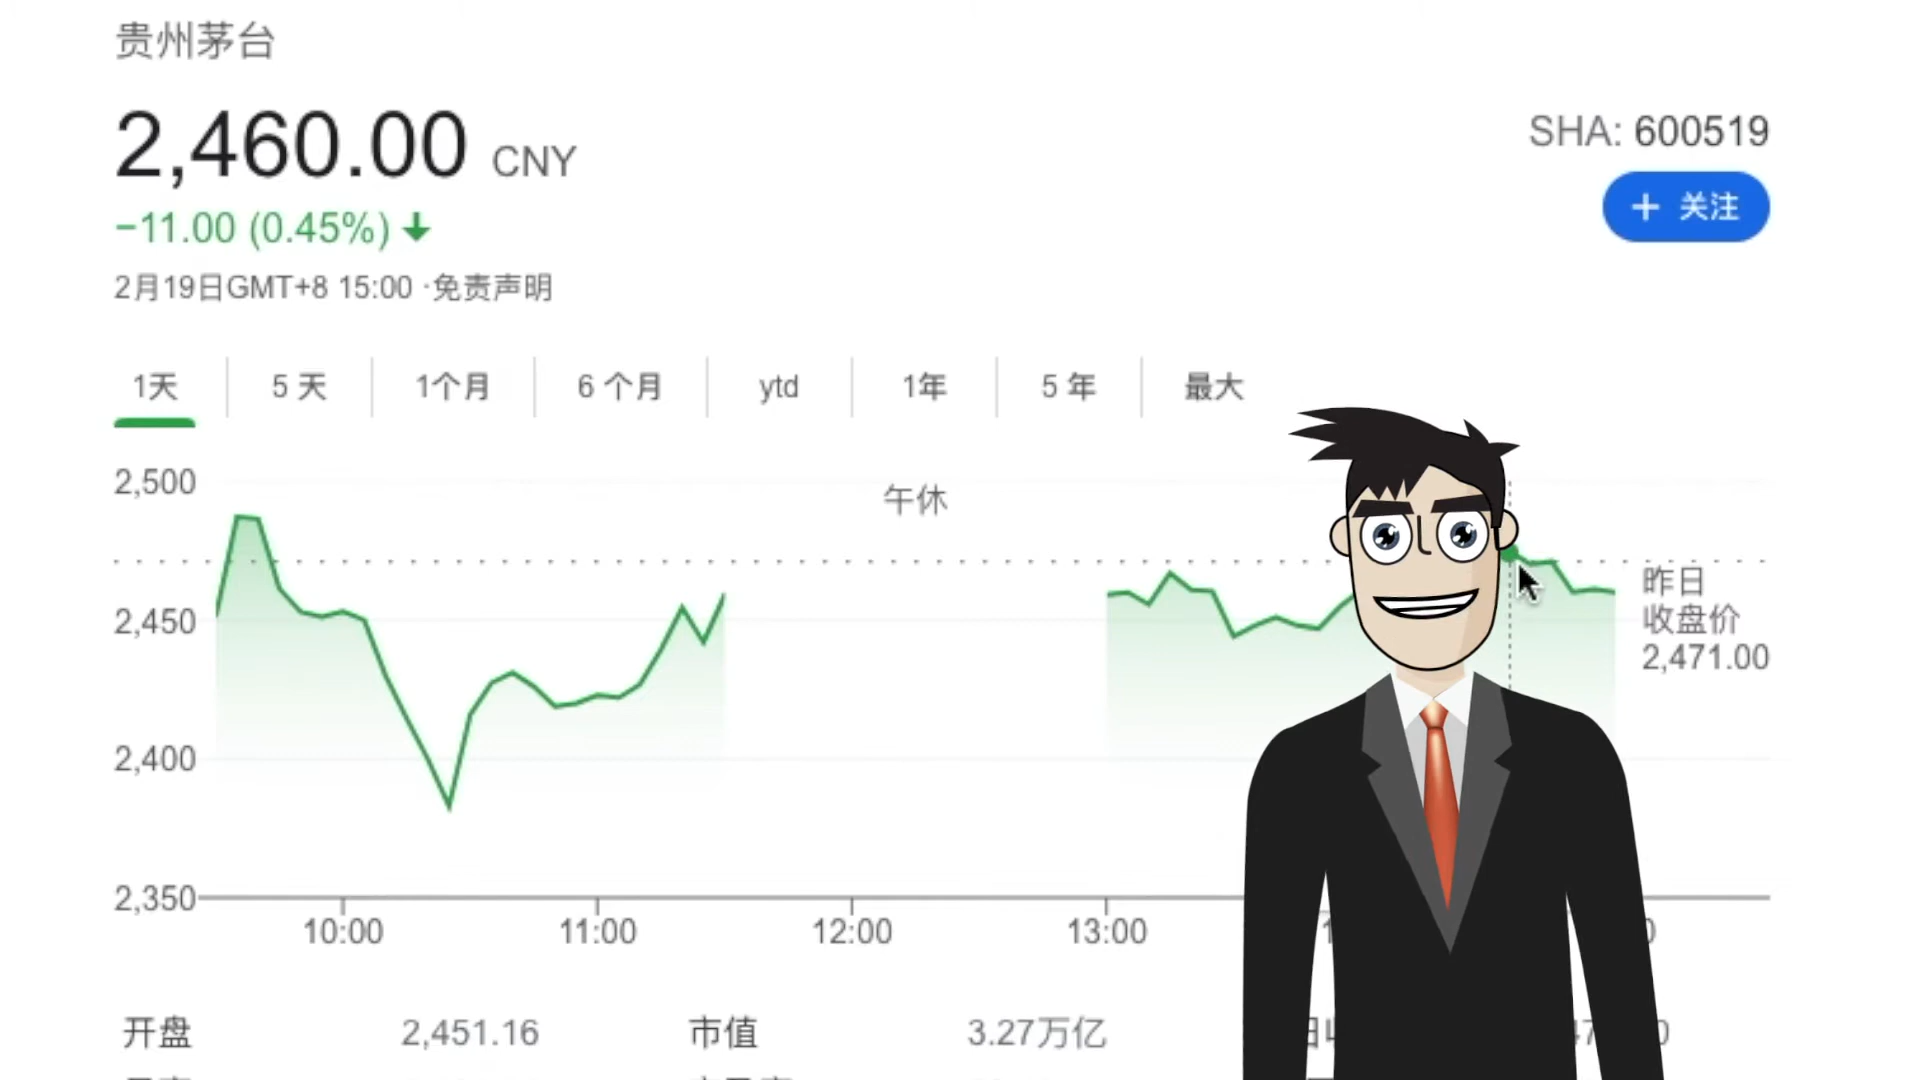 贵州茅台
2,460.00 CNY
SHA: 600519
−11.00 (0.45%)
+ 关注
2月19日GMT+8 15:00 ·免责声明
1天 5 天 1个月 6 个月 ytd 1年 5 年 最大
2,500
午休
昨日
收盘价
2,471.00
2,450
2,400
2,350
10:00 11:00 12:00 13:00
开盘 2,451.16 市值 3.27万亿